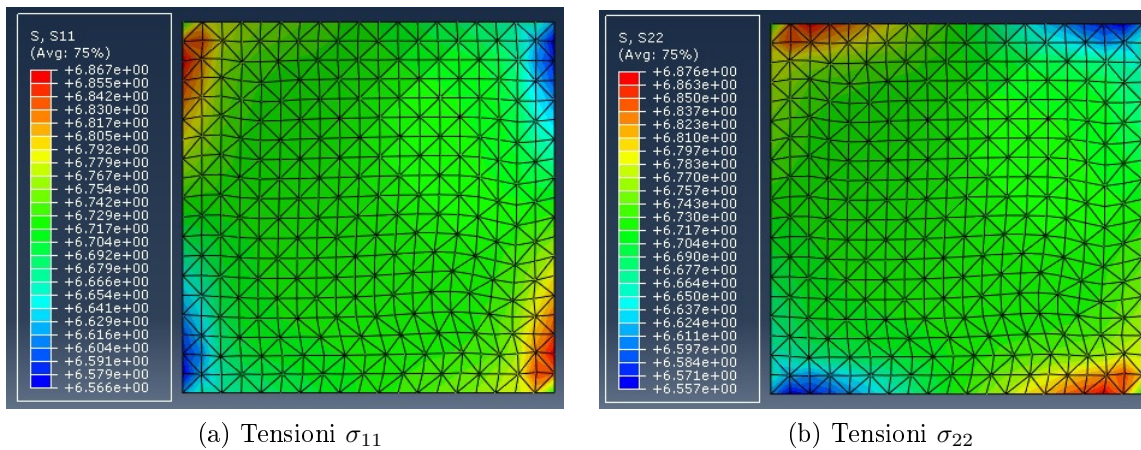 S, S11
(Avg: 75%)
+6.867e+00
+6.855e+00
+6.842e+00
+6.830e+00
+6.817e+00
+6.805e+00
+6.792e+00
+6.779e+00
+6.767e+00
+6.754e+00
+6.742e+00
+6.729e+00
+6.717e+00
+6.704e+00
+6.692e+00
+6.679e+00
+6.666e+00
+6.654e+00
+6.641e+00
+6.629e+00
+6.616e+00
+6.604e+00
+6.591e+00
+6.579e+00
+6.566e+00
(a) Tensioni σ11
S, S22
(Avg: 75%)
+6.876e+00
+6.863e+00
+6.850e+00
+6.837e+00
+6.823e+00
+6.810e+00
+6.797e+00
+6.783e+00
+6.770e+00
+6.757e+00
+6.743e+00
+6.730e+00
+6.717e+00
+6.704e+00
+6.690e+00
+6.677e+00
+6.664e+00
+6.650e+00
+6.637e+00
+6.624e+00
+6.611e+00
+6.597e+00
+6.584e+00
+6.571e+00
+6.557e+00
(b) Tensioni σ22